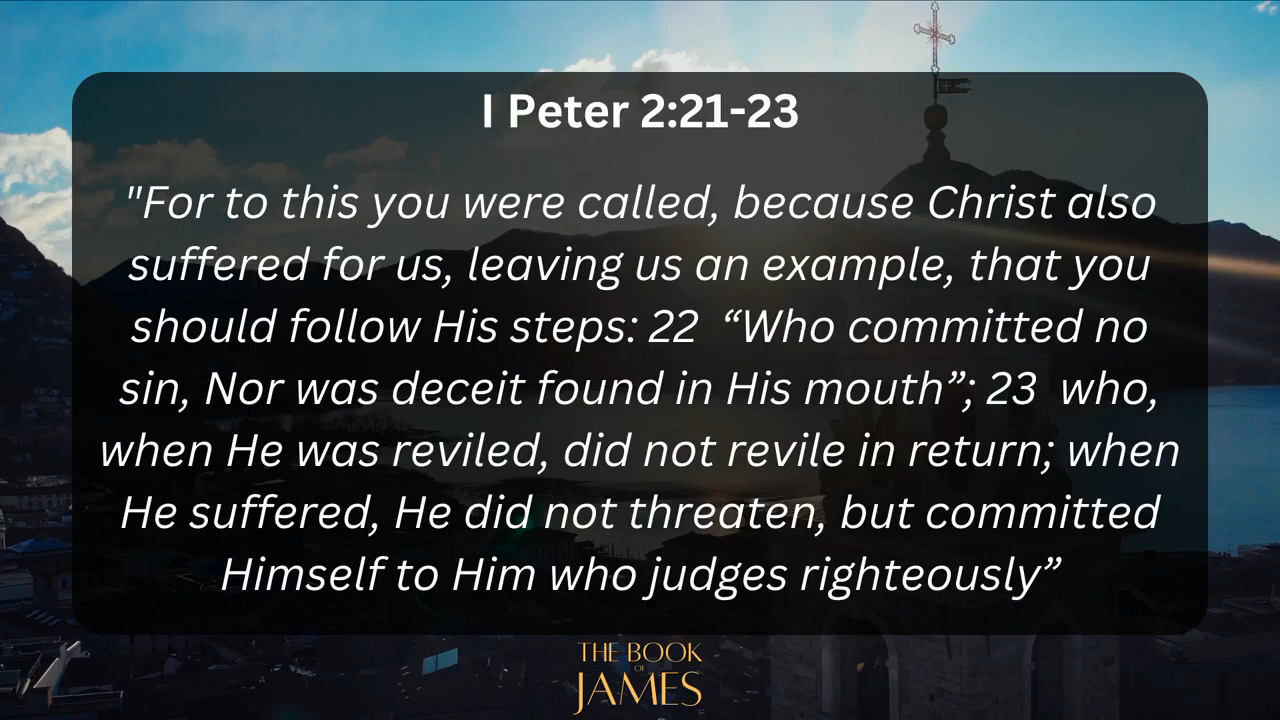 I Peter 2:21-23
"For to this you were called, because Christ also
suffered for us, leaving us an example, that you
should follow His steps: 22  “Who committed no
sin, Nor was deceit found in His mouth”; 23  who,
when He was reviled, did not revile in return; when
He suffered, He did not threaten, but committed
Himself to Him who judges righteously”
THE BOOK
OF
JAMES